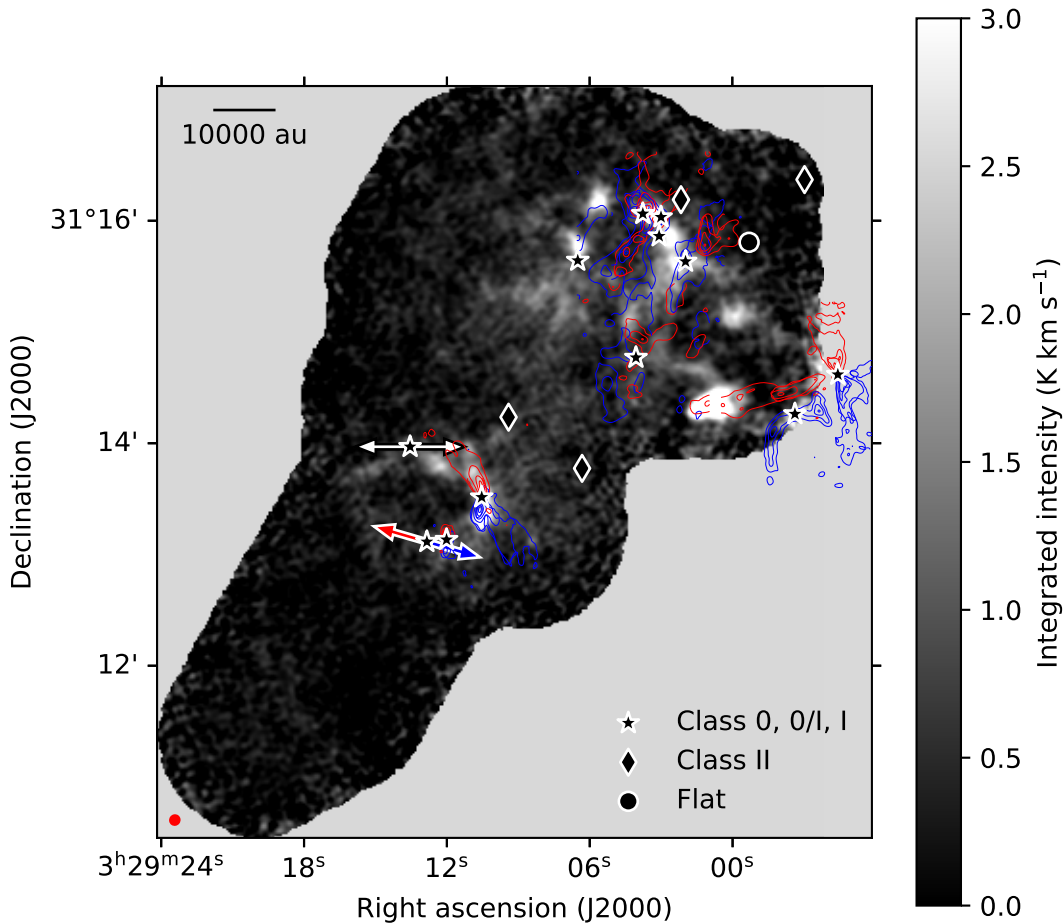 10000 au
31°16'
14'
12'
Declination (J2000)
3ʰ29ᵐ24ˢ
18ˢ
12ˢ
06ˢ
00ˢ
Right ascension (J2000)
Class 0, 0/I, I
Class II
Flat
3.0
2.5
2.0
1.5
1.0
0.5
0.0
Integrated intensity (K km s⁻¹)